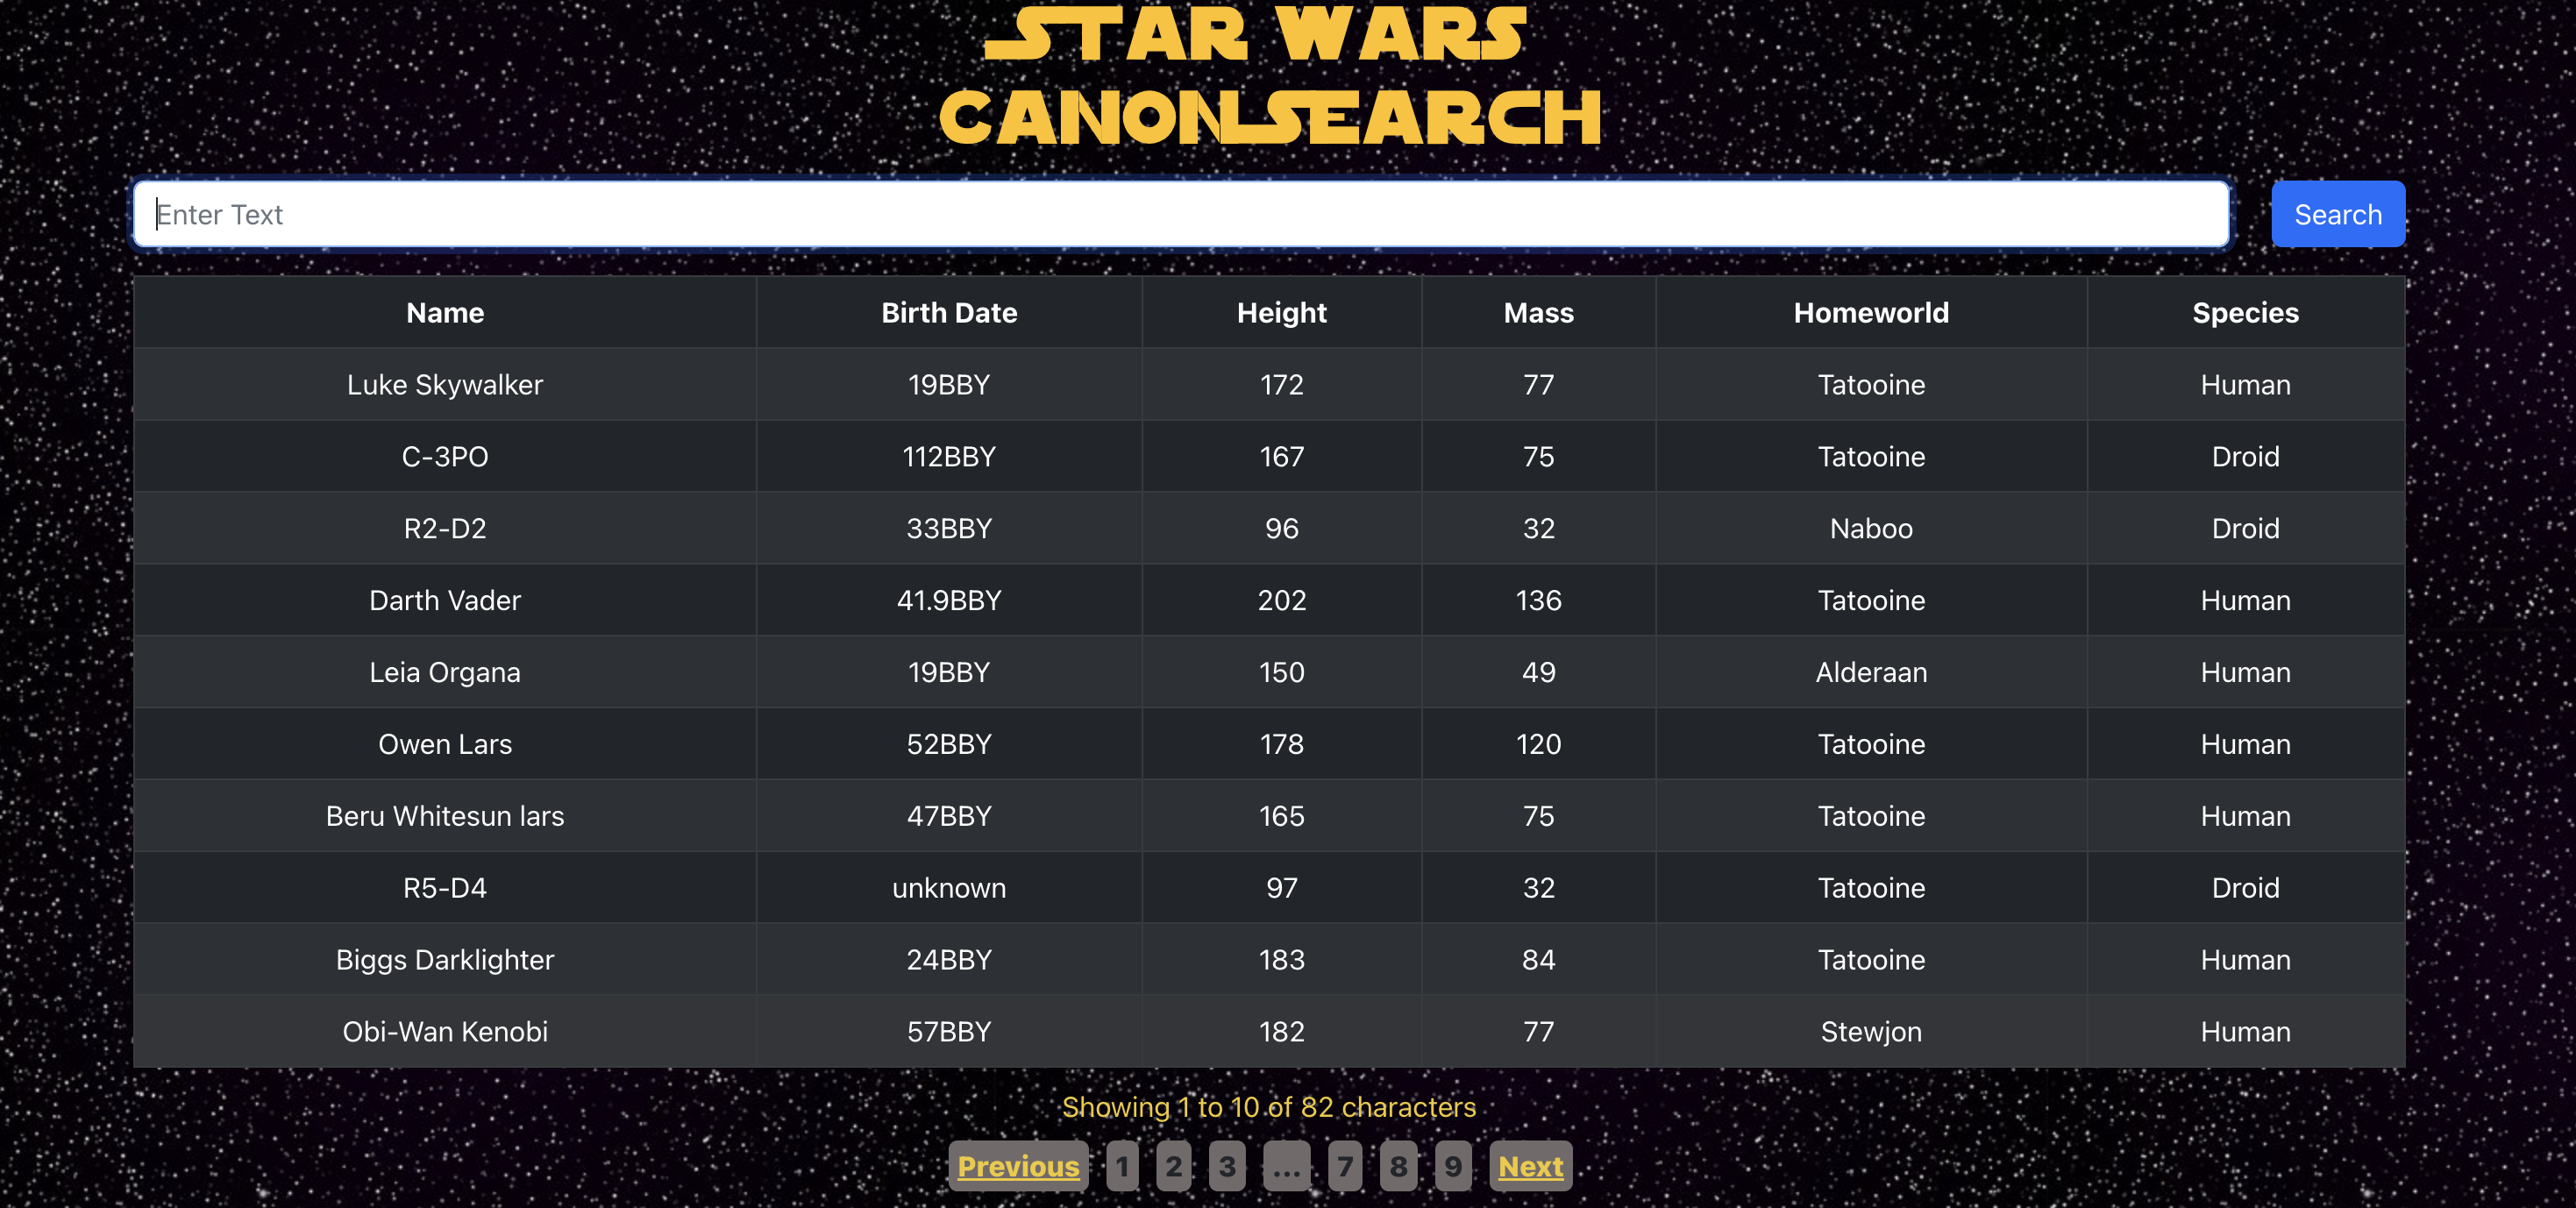 STAR WARS
CANON SEARCH
Enter Text Search
Name Birth Date Height Mass Homeworld Species
Luke Skywalker 19BBY 172 77 Tatooine Human
C-3PO 112BBY 167 75 Tatooine Droid
R2-D2 33BBY 96 32 Naboo Droid
Darth Vader 41.9BBY 202 136 Tatooine Human
Leia Organa 19BBY 150 49 Alderaan Human
Owen Lars 52BBY 178 120 Tatooine Human
Beru Whitesun lars 47BBY 165 75 Tatooine Human
R5-D4 unknown 97 32 Tatooine Droid
Biggs Darklighter 24BBY 183 84 Tatooine Human
Obi-Wan Kenobi 57BBY 182 77 Stewjon Human
Showing 1 to 10 of 82 characters
Previous 1 2 3 ... 7 8 9 Next